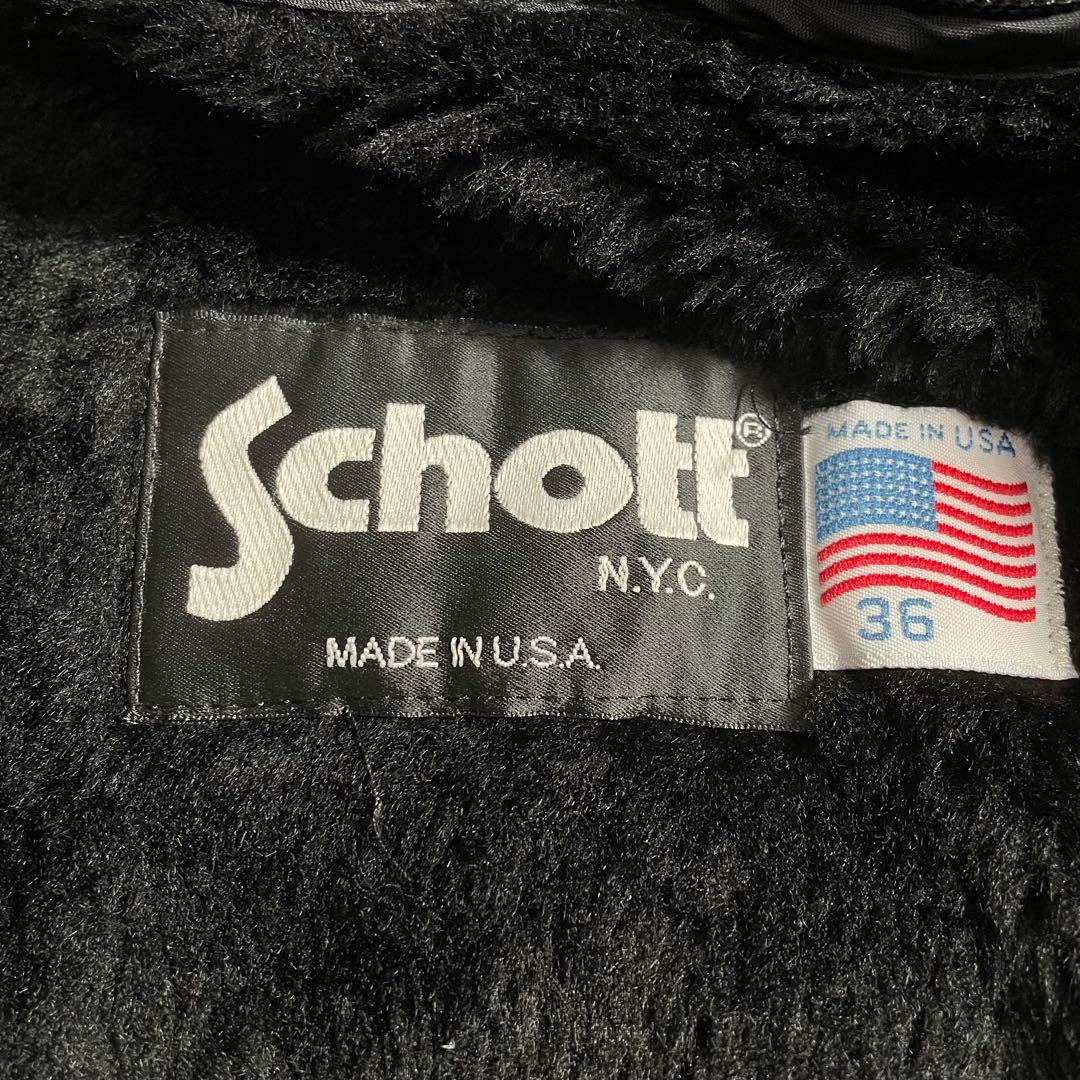 Schott®
N.Y.C.
MADE IN U.S.A.
MADE IN USA
36